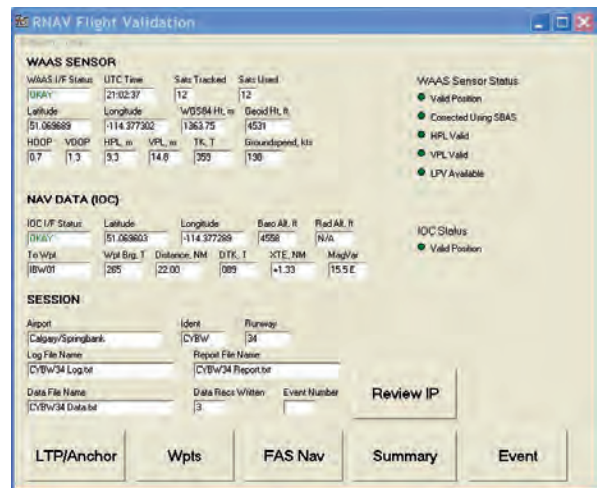 RNAV Flight Validation
WAAS SENSOR
WAAS I/F Status UTC Time Sats Tracked Sats Used
OKAY 21:02:37 12 12
Latitude Longitude WGS84 Ht, m Geoid Ht, ft
51.069689 -114.377302 1363.75 4531
HDOP VDOP HPL, m VPL, m TK, T Groundspeed, kts
0.7 1.3 9.3 14.8 359 198
WAAS Sensor Status
Valid Position
Corrected Using SBAS
HPL Valid
VPL Valid
LPV Available
NAV DATA (IOC)
IOC I/F Status Latitude Longitude Baro Alt, ft Rad Alt, ft
OKAY 51.069603 -114.377289 4558 N/A
To Wpt Wpt Brg, T Distance, NM DTK, T XTE, NM MagVar
IBW01 265 22.00 089 +1.33 15.5 E
IOC Status
Valid Position
SESSION
Airport Ident Runway
Calgary/Springbank CYBW 34
Log File Name Report File Name
CYBW34 Log.txt CYBW34 Report.txt
Data File Name Data Recs Written Event Number
CYBW34 Data.txt 3
Review IP
LTP/Anchor Wpts FAS Nav Summary Event